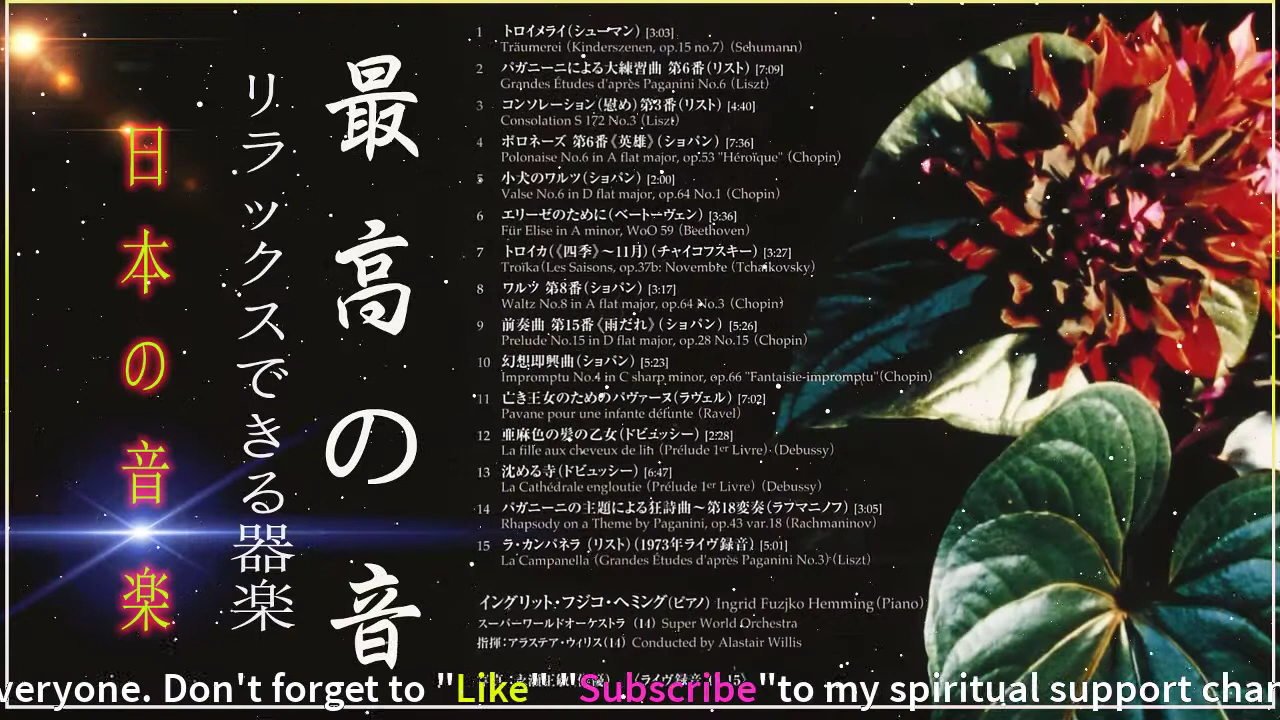 最高の音
リラックスできる器楽
日本の音楽
1 トロイメライ（シューマン） [3:03]
Träumerei (Kinderszenen, op.15 no.7) (Sehumann)
2 パガニーニによる大練習曲 第6番（リスト） [7:09]
Grandes Études d'après Paganini No.6 (Liszt)
3 コンソレーション（慰め）第3番（リスト） [4:40]
Consolation S 172 No.3 (Liszt)
4 ポロネーズ 第6番《英雄》（ショパン） [7:36]
Polonaise No.6 in A flat major, op.53 "Héroïque" (Chopin)
5 小犬のワルツ（ショパン） [2:00]
Valse No.6 in D flat major, op.64 No.1 (Chopin)
6 エリーゼのために（ベートーヴェン） [3:36]
Für Elise in A minor, WoO 59 (Beethoven)
7 トロイカ（《四季》～11月）（チャイコフスキー） [3:27]
Troïka (Les Saisons, op.37b: Novembre (Tchaikovsky)
8 ワルツ 第8番（ショパン） [3:17]
Waltz No.8 in A flat major, op.64 No.3 (Chopin)
9 前奏曲 第15番《雨だれ》（ショパン） [5:26]
Prelude No.15 in D flat major, op.28 No.15 (Chopin)
10 幻想即興曲（ショパン） [5:23]
Impromptu No.4 in C sharp minor, op.66 "Fantaisie-impromptu" (Chopin)
11 亡き王女のためのパヴァーヌ（ラヴェル） [7:02]
Pavane pour une infante défunte (Ravel)
12 亜麻色の髪の乙女（ドビュッシー） [2:28]
La fille aux cheveux de lin (Prélude 1er Livre) (Debussy)
13 沈める寺（ドビュッシー） [6:47]
La Cathédrale engloutie (Prélude 1er Livre) (Debussy)
14 パガニーニの主題による狂詩曲～第18変奏（ラフマニノフ） [3:05]
Rhapsody on a Theme by Paganini, op.43 var.18 (Rachmaninov)
15 ラ・カンパネラ（リスト）（1973年ライヴ録音） [5:01]
La Campanella (Grandes Études d'après Paganini No.3) (Liszt)
イングリット・フジコ・ヘミング（ピアノ） Ingrid Fuzjko Hemming (Piano)
スーパーワールドオーケストラ（14） Super World Orchestra
指揮：アラステア・ウィリス（14） Conducted by Alastair Willis
veryone. Don't forget to "Like" "Subscribe" to my spiritual support chan